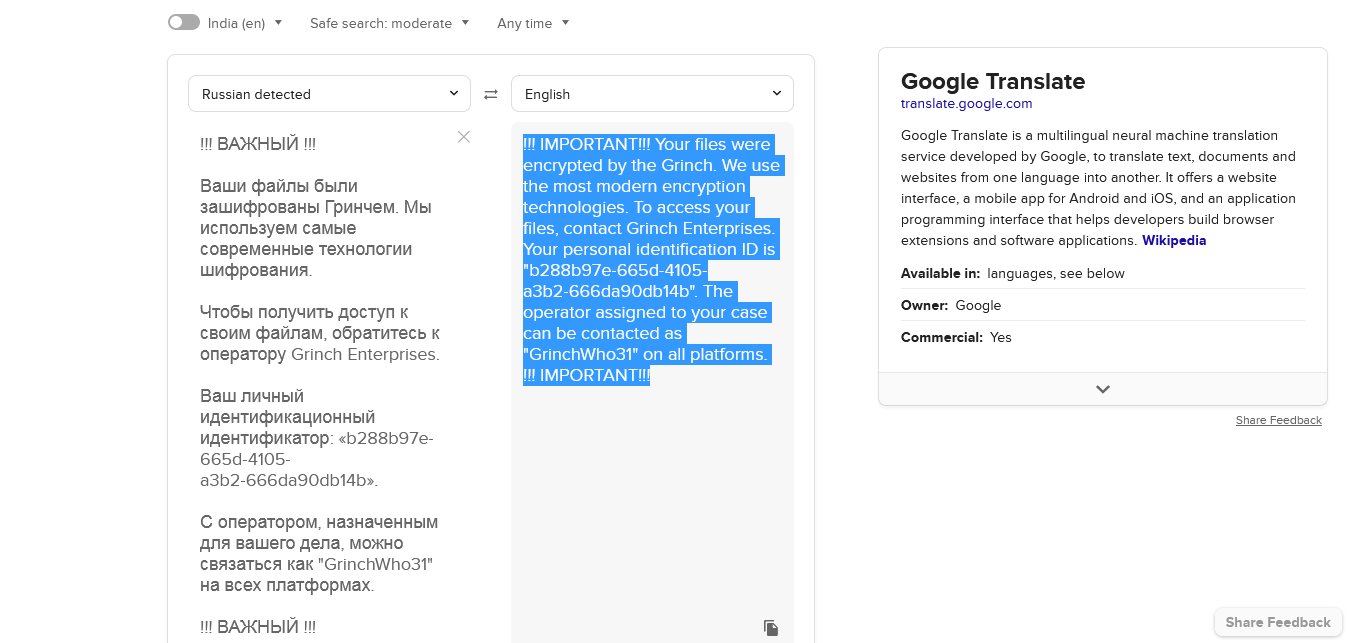 India (en)
Safe search: moderate
Any time
Russian detected
English
!!! ВАЖНЫЙ !!!
Ваши файлы были
зашифрованы Гринчем. Мы
используем самые
современные технологии
шифрования.
Чтобы получить доступ к
своим файлам, обратитесь к
оператору Grinch Enterprises.
Ваш личный
идентификационный
идентификатор: «b288b97e-
665d-4105-
a3b2-666da90db14b».
С оператором, назначенным
для вашего дела, можно
связаться как "GrinchWho31"
на всех платформах.
!!! ВАЖНЫЙ !!!
!!! IMPORTANT!!! Your files were
encrypted by the Grinch. We use
the most modern encryption
technologies. To access your
files, contact Grinch Enterprises.
Your personal identification ID is
"b288b97e-665d-4105-
a3b2-666da90db14b". The
operator assigned to your case
can be contacted as
"GrinchWho31" on all platforms.
!!! IMPORTANT!!!
Google Translate
translate.google.com
Google Translate is a multilingual neural machine translation
service developed by Google, to translate text, documents and
websites from one language into another. It offers a website
interface, a mobile app for Android and iOS, and an application
programming interface that helps developers build browser
extensions and software applications. Wikipedia
Available in: languages, see below
Owner: Google
Commercial: Yes
Share Feedback
Share Feedback